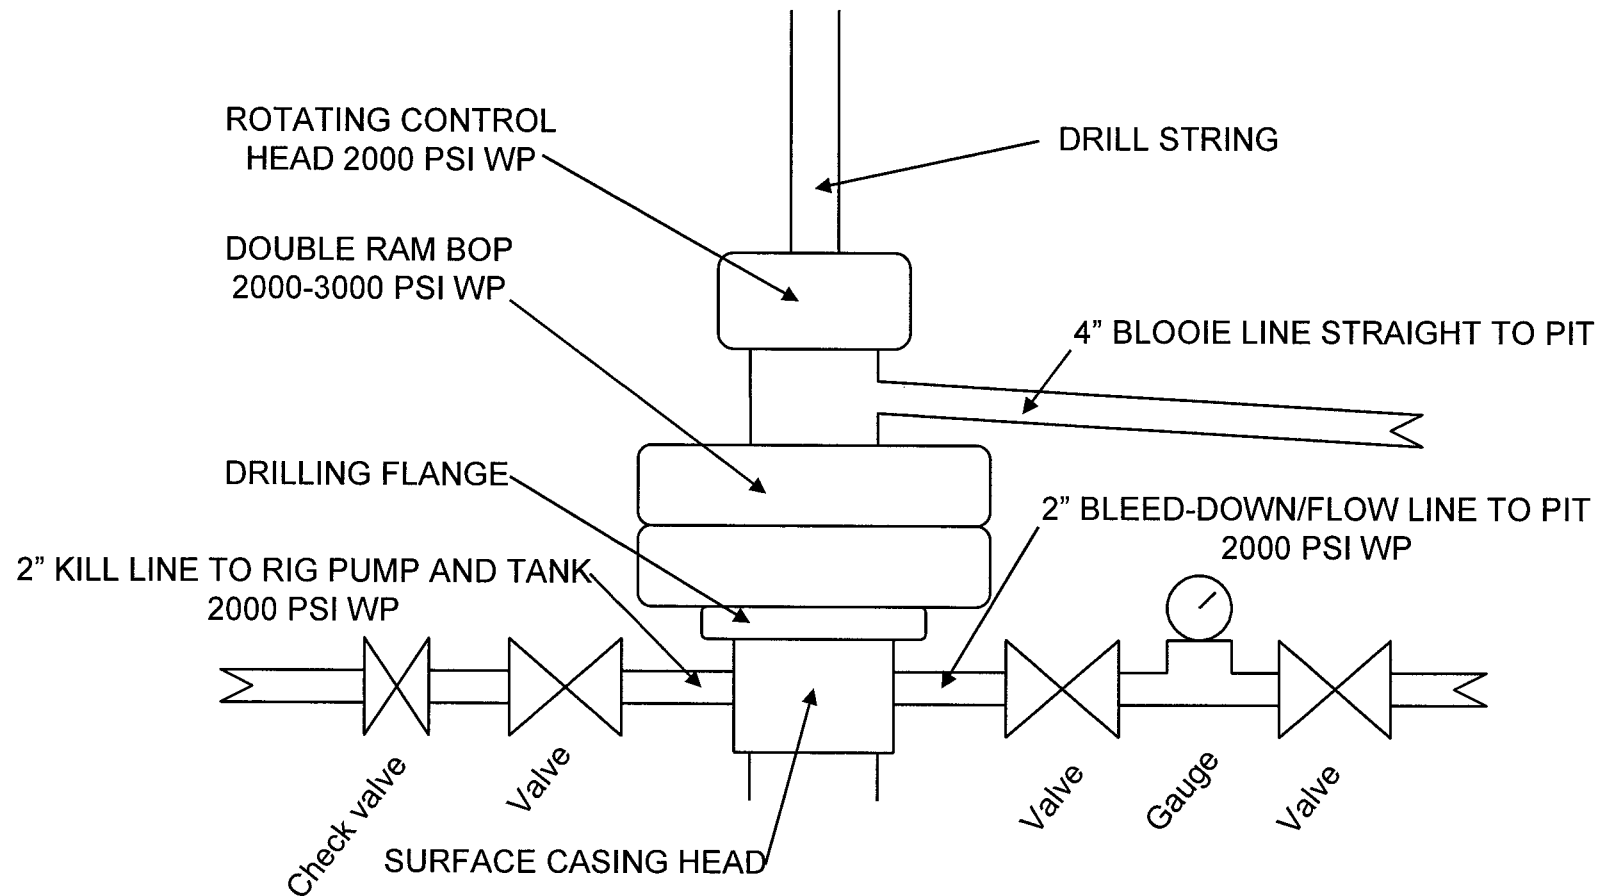 ROTATING CONTROL
HEAD 2000 PSI WP
DRILL STRING
DOUBLE RAM BOP
2000-3000 PSI WP
4” BLOOIE LINE STRAIGHT TO PIT
DRILLING FLANGE
2” BLEED-DOWN/FLOW LINE TO PIT
2000 PSI WP
2” KILL LINE TO RIG PUMP AND TANK
2000 PSI WP
Check valve
Valve
Valve
Gauge
Valve
SURFACE CASING HEAD